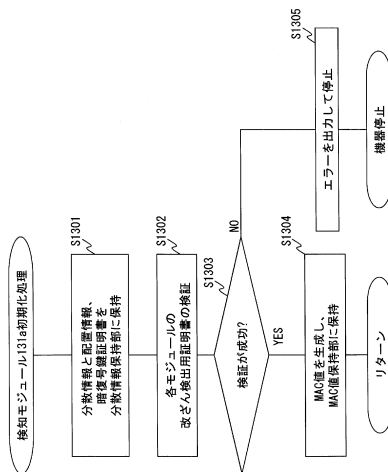 検知モジュール131a初期化処理
S1301
分散情報と配置情報、
暗復号鍵証明書を
分散情報保持部に保持
S1302
各モジュールの
改ざん検出用証明書の検証
S1303
検証が成功?
NO
YES
S1304
MAC値を生成し、
MAC値保持部に保持
リターン
S1305
エラーを出力して停止
機器停止